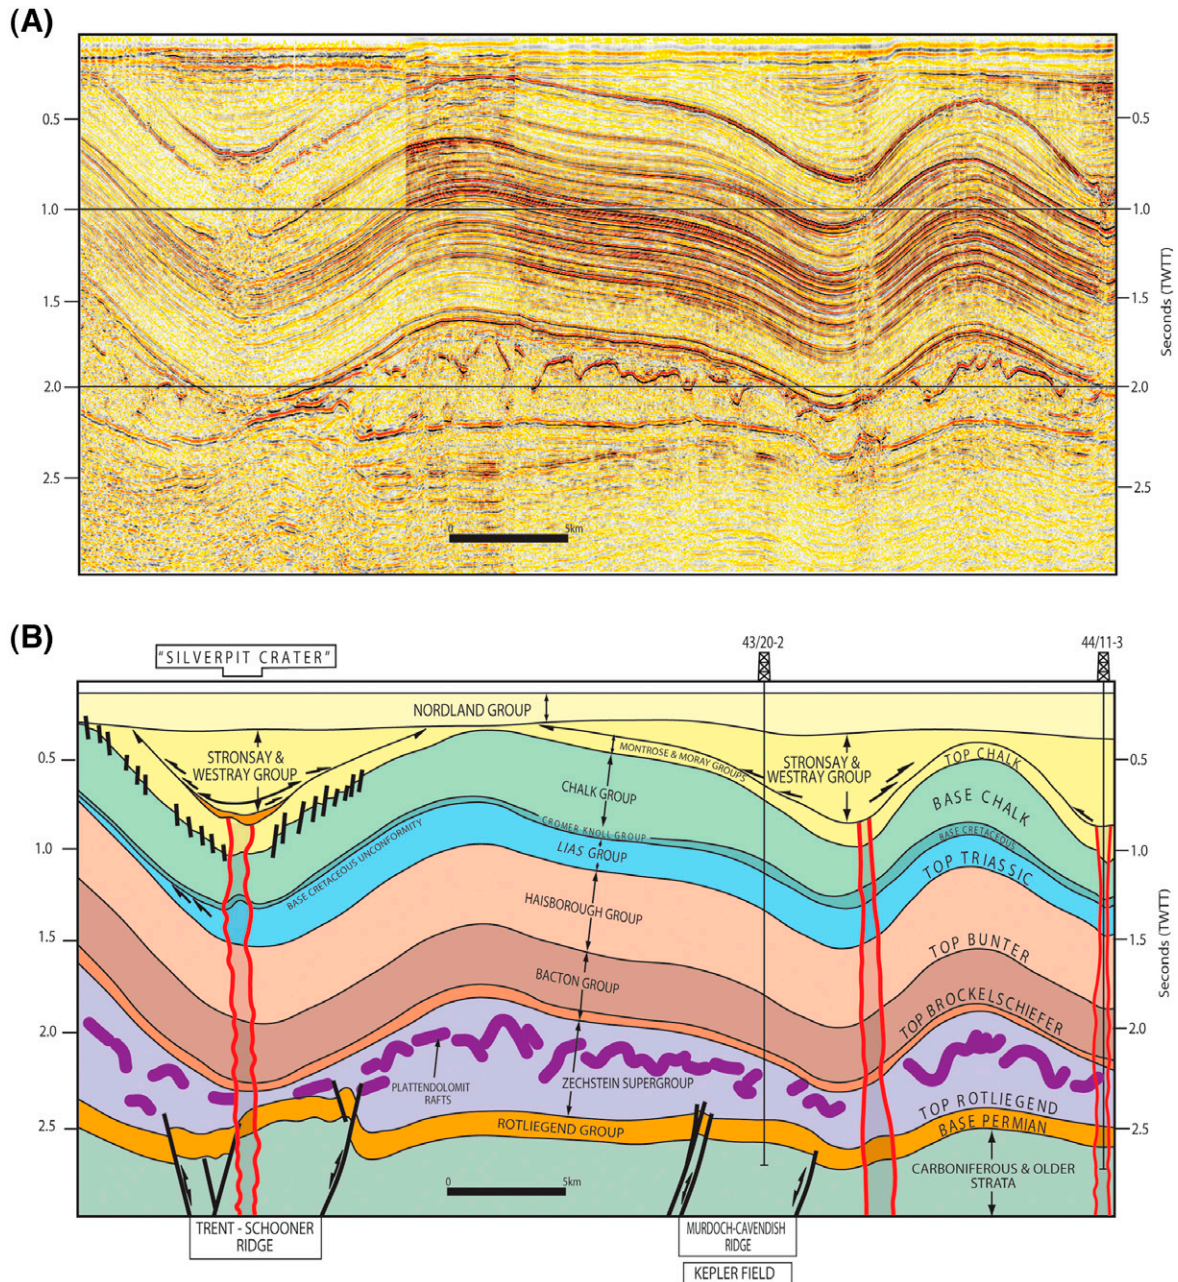 (A)
0.5
1.0
1.5
2.0
2.5
0.5
1.0
1.5
2.0
2.5
Seconds (TWTT)
0
5km
(B)
"SILVERPIT CRATER"
43/20-2
44/11-3
NORDLAND GROUP
STRONSAY &
WESTRAY GROUP
MONTROSE & MORAY GROUPS
STRONSAY &
WESTRAY GROUP
TOP CHALK
CHALK GROUP
BASE CHALK
CROMER KNOLL GROUP
BASE CRETACEOUS
BASE CRETACEOUS UNCONFORMITY
LIAS GROUP
TOP TRIASSIC
HAISBOROUGH GROUP
TOP BUNTER
BACTON GROUP
TOP BROCKELSCHIEFER
PLATTENDOLOMIT
RAFTS
ZECHSTEIN SUPERGROUP
TOP ROTLIEGEND
ROTLIEGEND GROUP
BASE PERMIAN
CARBONIFEROUS & OLDER
STRATA
0.5
1.0
1.5
2.0
2.5
0.5
1.0
1.5
2.0
2.5
Seconds (TWTT)
0
5km
TRENT - SCHOONER
RIDGE
MURDOCH-CAVENDISH
RIDGE
KEPLER FIELD